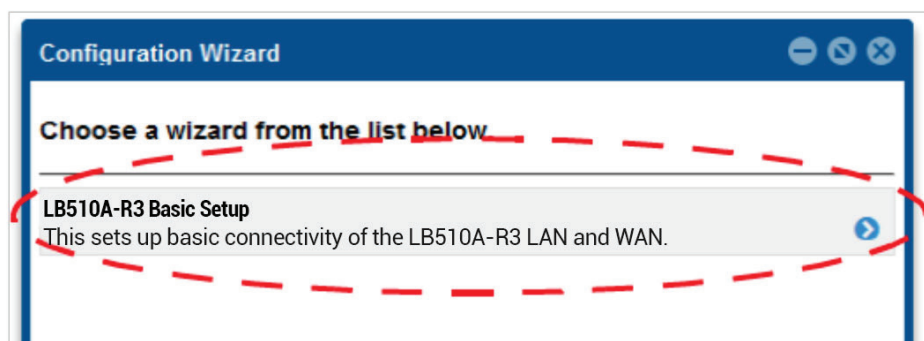 Configuration Wizard
Choose a wizard from the list below
LB510A-R3 Basic Setup
This sets up basic connectivity of the LB510A-R3 LAN and WAN.